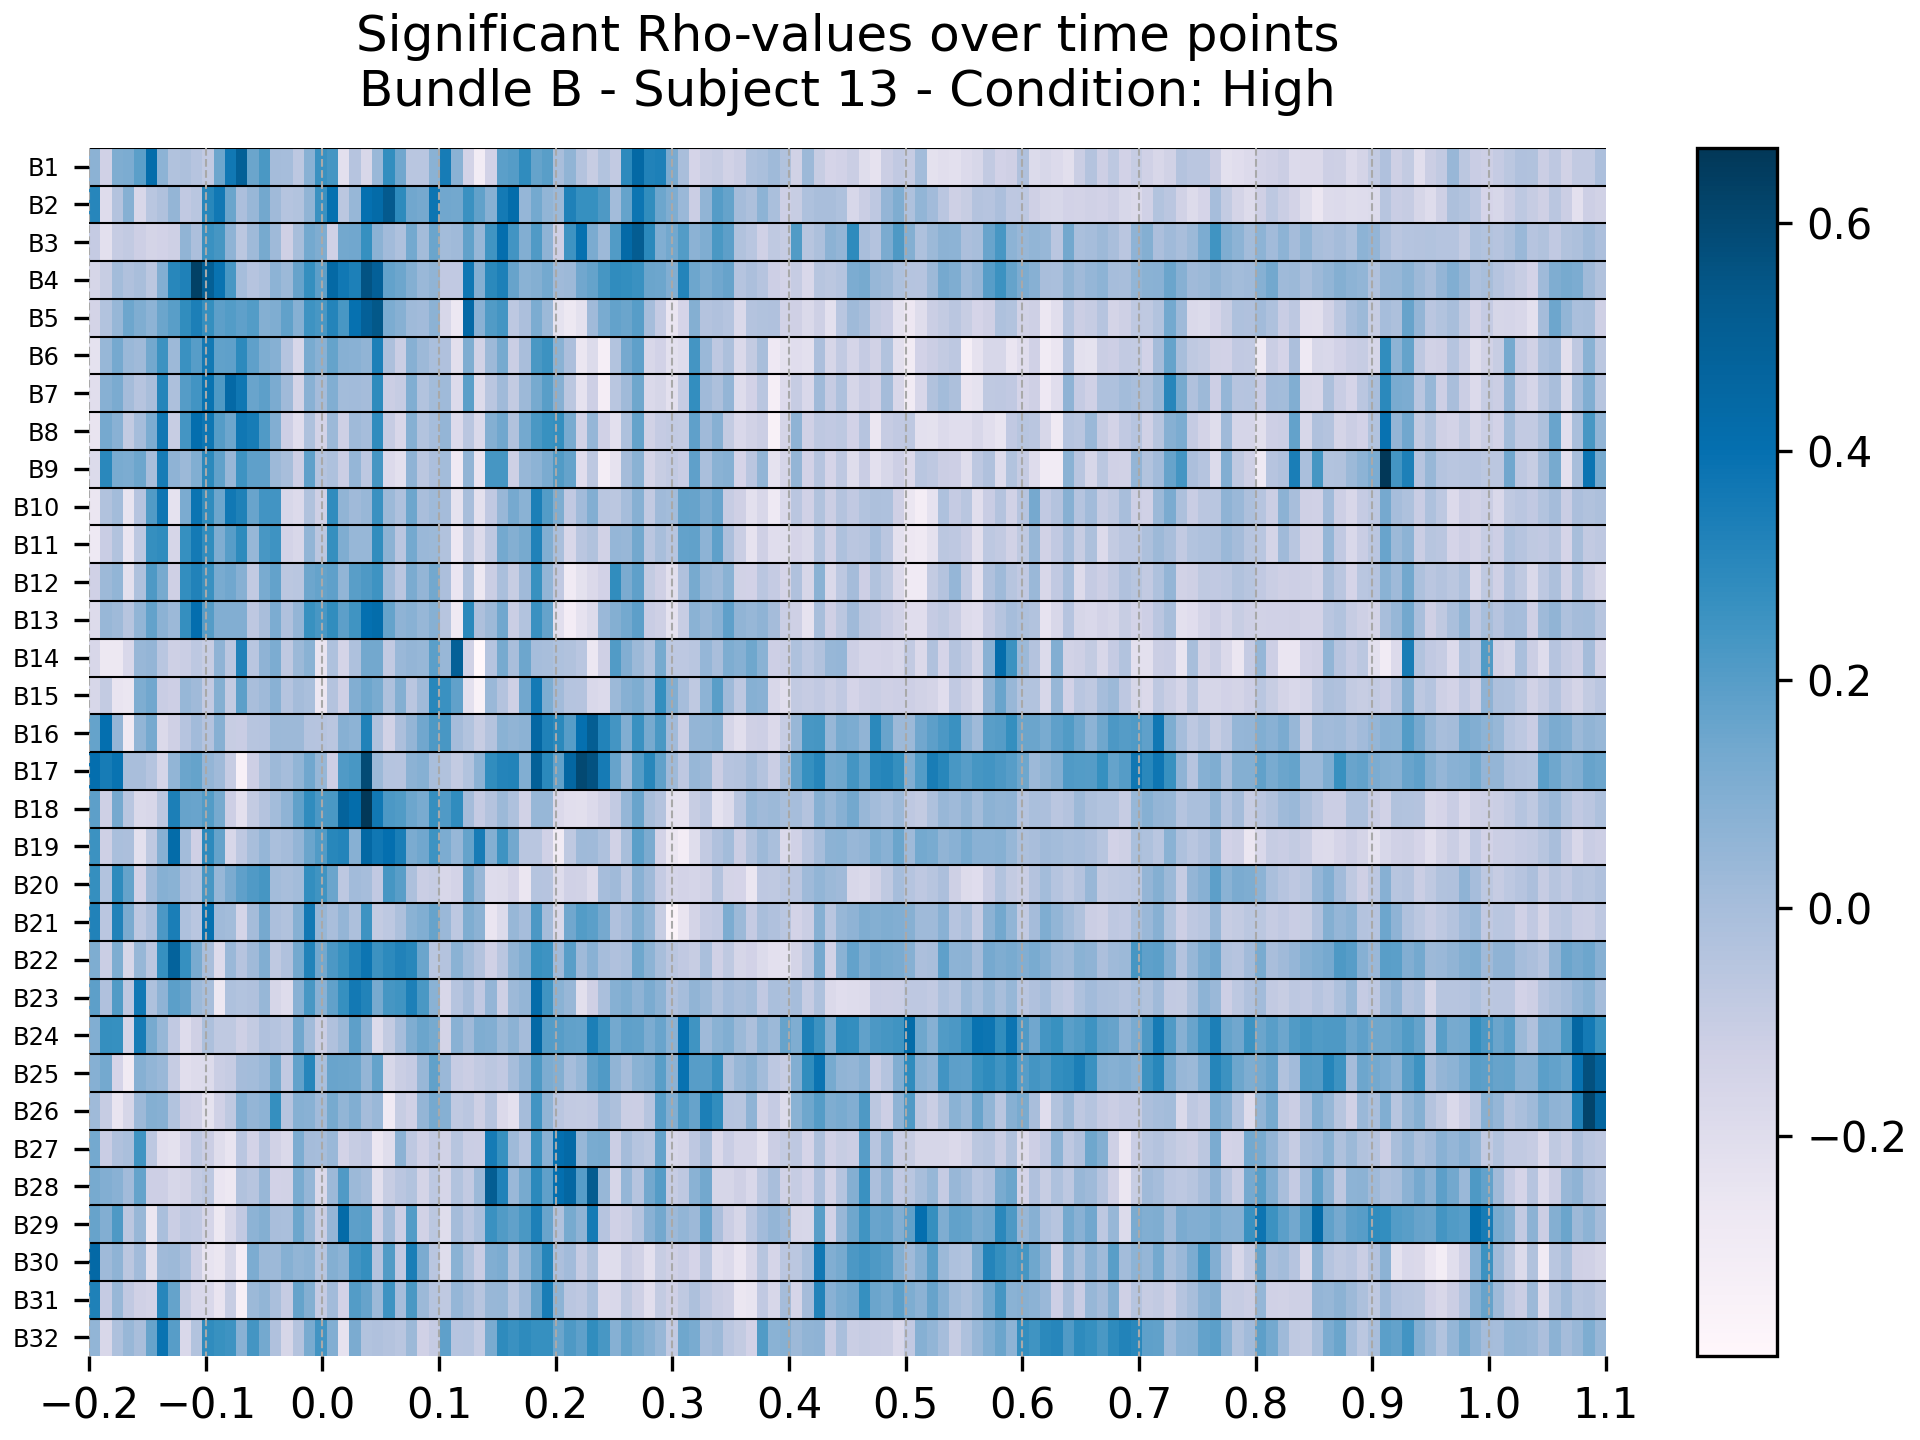 Significant Rho-values over time points
Bundle B - Subject 13 - Condition: High
B1
B2
B3
B4
B5
B6
B7
B8
B9
B10
B11
B12
B13
B14
B15
B16
B17
B18
B19
B20
B21
B22
B23
B24
B25
B26
B27
B28
B29
B30
B31
B32
−0.2 −0.1 0.0 0.1 0.2 0.3 0.4 0.5 0.6 0.7 0.8 0.9 1.0 1.1
0.6
0.4
0.2
0.0
−0.2